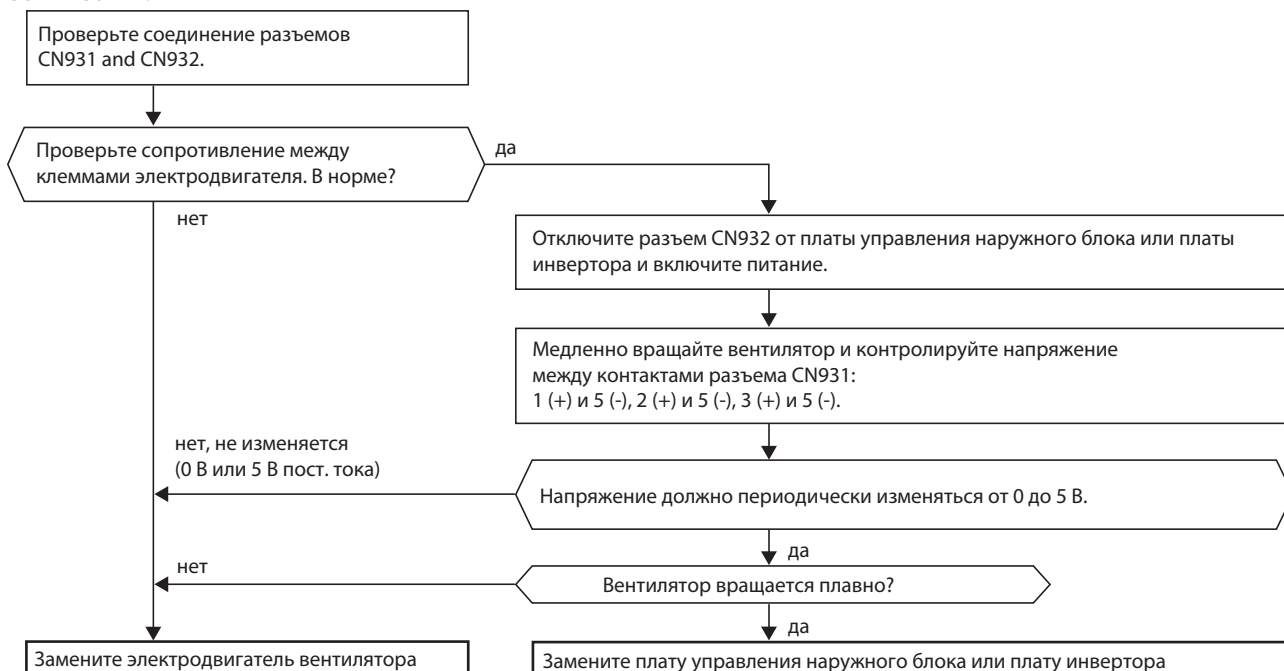 Проверьте соединение разъемов
CN931 and CN932.
Проверьте сопротивление между
клеммами электродвигателя. В норме?
да
нет
Отключите разъем CN932 от платы управления наружного блока или платы
инвертора и включите питание.
Медленно вращайте вентилятор и контролируйте напряжение
между контактами разъема CN931:
1 (+) и 5 (-), 2 (+) и 5 (-), 3 (+) и 5 (-).
нет, не изменяется
(0 В или 5 В пост. тока)
Напряжение должно периодически изменяться от 0 до 5 В.
да
нет
Вентилятор вращается плавно?
да
Замените электродвигатель вентилятора
Замените плату управления наружного блока или плату инвертора